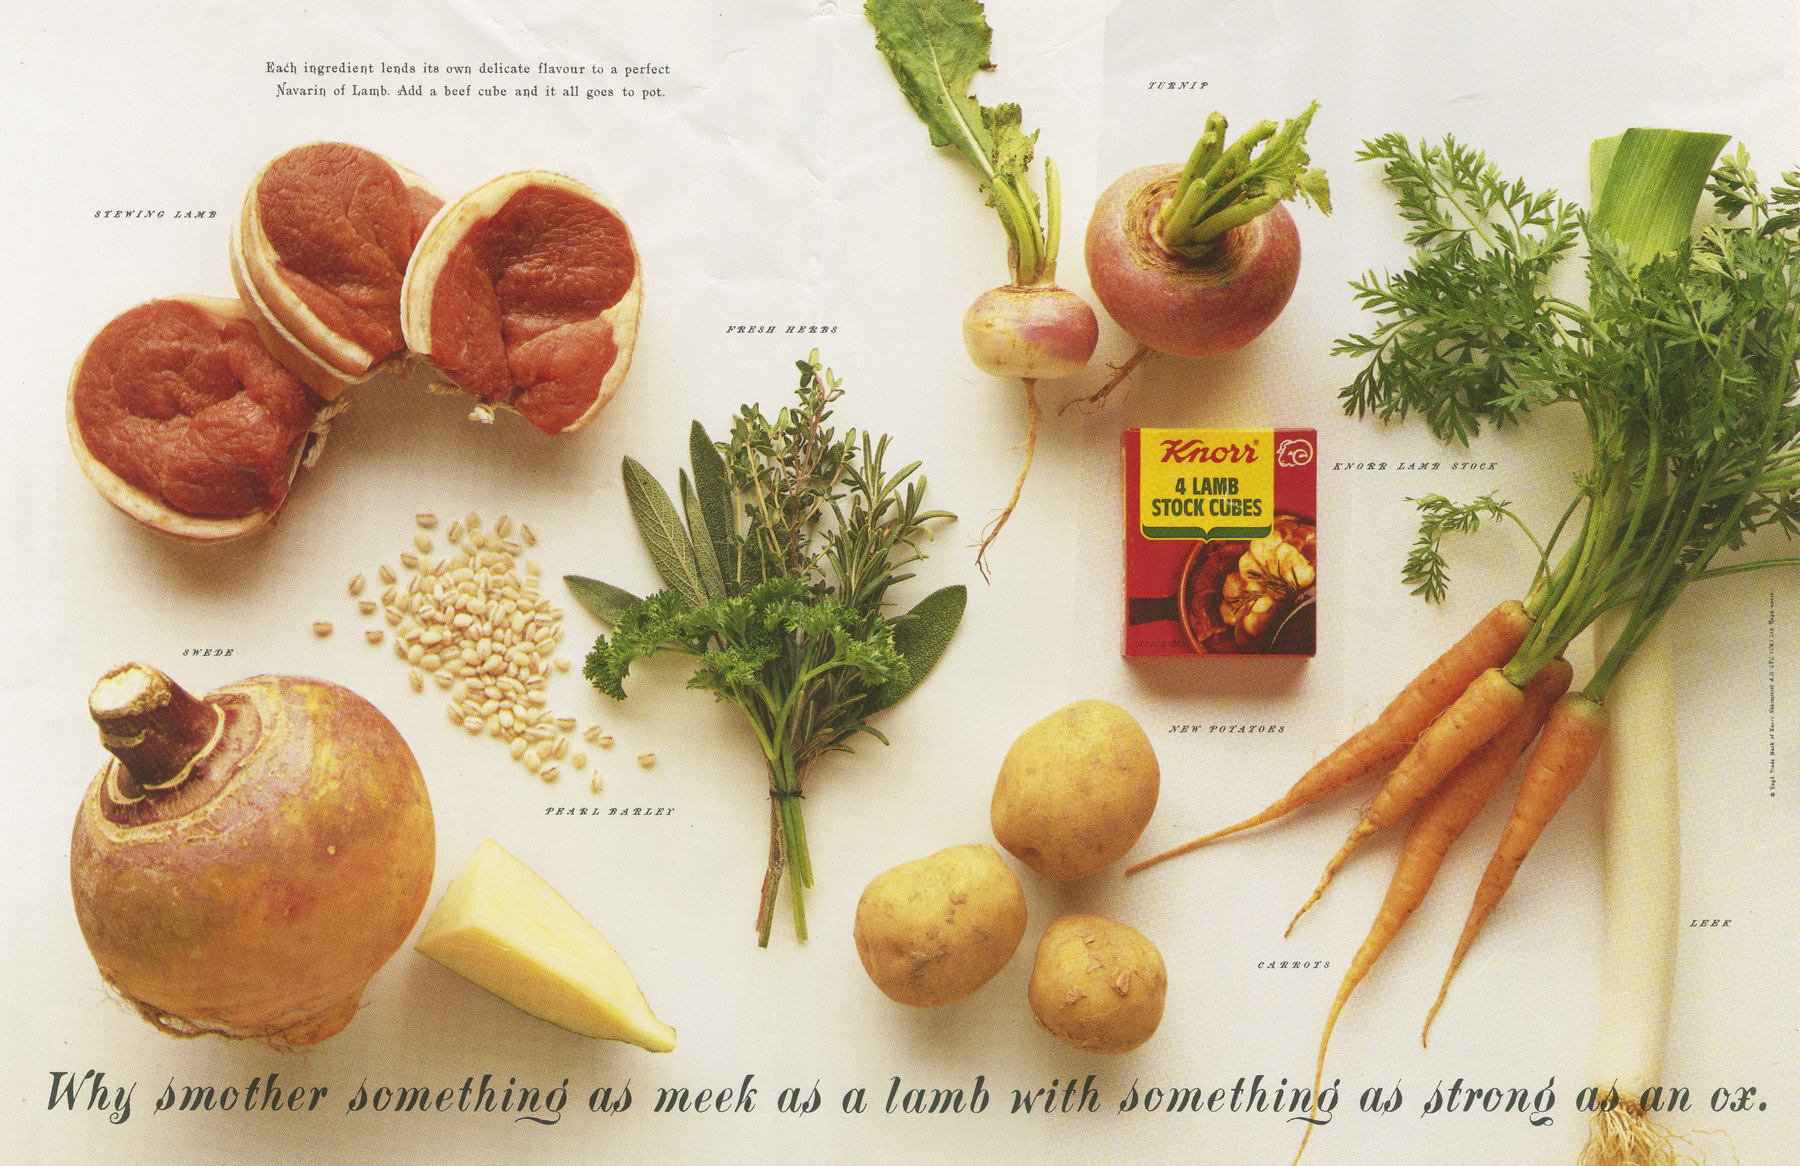 Each ingredient lends its own delicate flavour to a perfect
Navarin of Lamb. Add a beef cube and it all goes to pot.
TURNIP
STEWING LAMB
FRESH HERBS
Knorr®
4 LAMB
STOCK CUBES
serving idea
KNORR LAMB STOCK
SWEDE
NEW POTATOES
PEARL BARLEY
LEEK
CARROTS
Why smother something as meek as a lamb with something as strong as an ox.